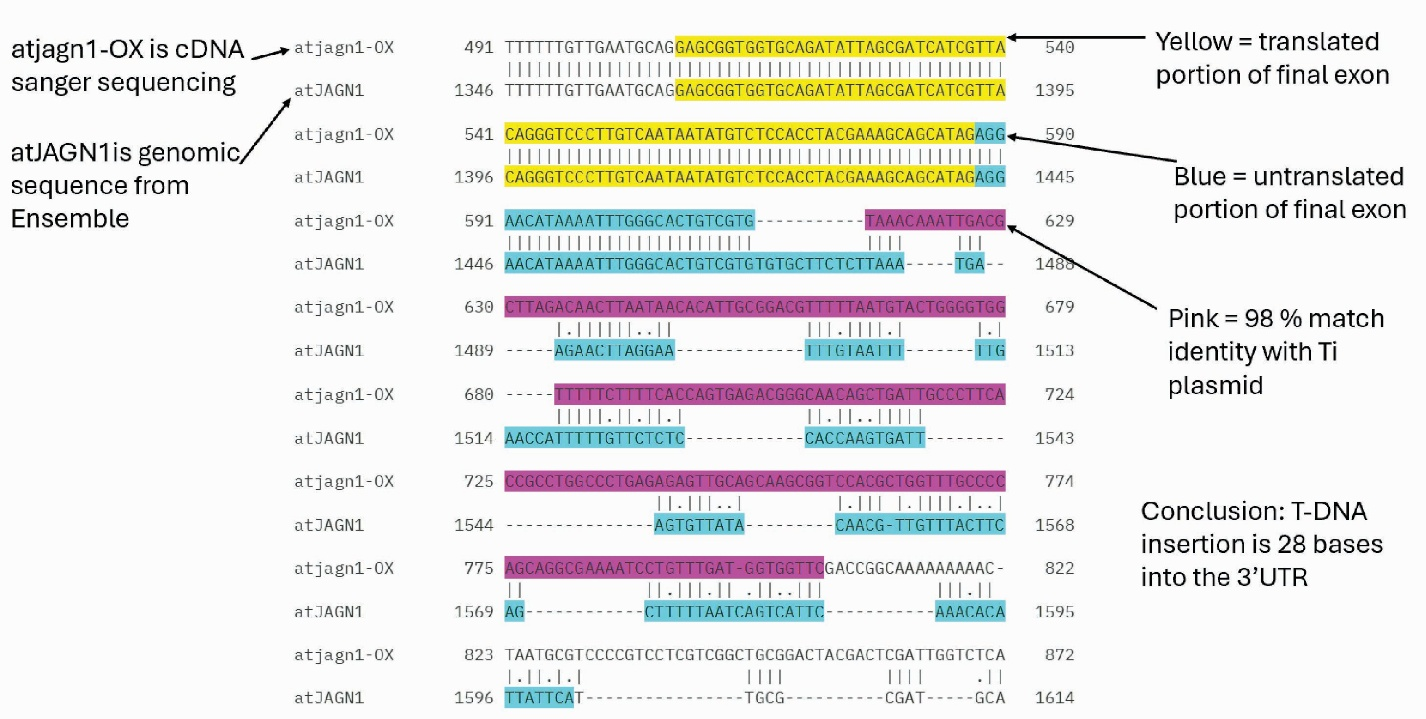 atjagn1-OX is cDNA
sanger sequencing
atJAGN1is genomic
sequence from
Ensemble
atjagn1-OX 491 TTTTTTGTTGAATGCAGGAGCGGTGGTGCAGATATTAGCGATCATCGTTA 540
||||||||||||||||||||||||||||||||||||||||||||||||||
atJAGN1 1346 TTTTTTGTTGAATGCAGGAGCGGTGGTGCAGATATTAGCGATCATCGTTA 1395
atjagn1-OX 541 CAGGGTCCCTTGTCAATAATATGTCTCCACCTACGAAAGCAGCATAGAGG 590
||||||||||||||||||||||||||||||||||||||||||||||||||
atJAGN1 1396 CAGGGTCCCTTGTCAATAATATGTCTCCACCTACGAAAGCAGCATAGAGG 1445
atjagn1-OX 591 AACATAAAATTTGGGCACTGTCGTG-----------TAAACAAATTGACG 629
||||||||||||||||||||||||| |||| |||
atJAGN1 1446 AACATAAAATTTGGGCACTGTCGTGTGTGCTTCTCTTAAA-----TGA-- 1488
atjagn1-OX 630 CTTAGACAACTTAATAACACATTGCGGACGTTTTTAATGTACTGGGGTGG 679
|.||||||..|| |||.||||.| |.|
atJAGN1 1489 -----AGAACTTAGGAA-------------TTTGTAATTT-------TTG 1513
atjagn1-OX 680 -----TTTTTCTTTTCACCAGTGAGACGGGCAACAGCTGATTGCCCTTCA 724
|||||.||.||.| ||.||..||||||
atJAGN1 1514 AACCATTTTTGTTCTCTC------------CACCAAGTGATT-------- 1543
atjagn1-OX 725 CCGCCTGGCCCTGAGAGAGTTGCAGCAAGCGGTCCACGCTGGTTTGCCCC 774
||.|||..| |.||| |.||||.|..|
atJAGN1 1544 ---------------AGTGTTATA---------CAACG-TTGTTTACTTC 1568
atjagn1-OX 775 AGCAGGCGAAAATCCTGTTTGAT-GGTGGTTCGACCGGCAAAAAAAAAC- 822
|| ||.|||.|| .||..||| |||.||
atJAGN1 1569 AG------------CTTTTTAATCAGTCATTC-----------AAACACA 1595
atjagn1-OX 823 TAATGCGTCCCCGTCCTCGTCGGCTGCGGACTACGACTCGATTGGTCTCA 872
|.||.|.| |||| |||| .||
atJAGN1 1596 TTATTCAT----------------TGCG----------CGAT-----GCA 1614
Yellow = translated
portion of final exon
Blue = untranslated
portion of final exon
Pink = 98 % match
identity with Ti
plasmid
Conclusion: T-DNA
insertion is 28 bases
into the 3’UTR